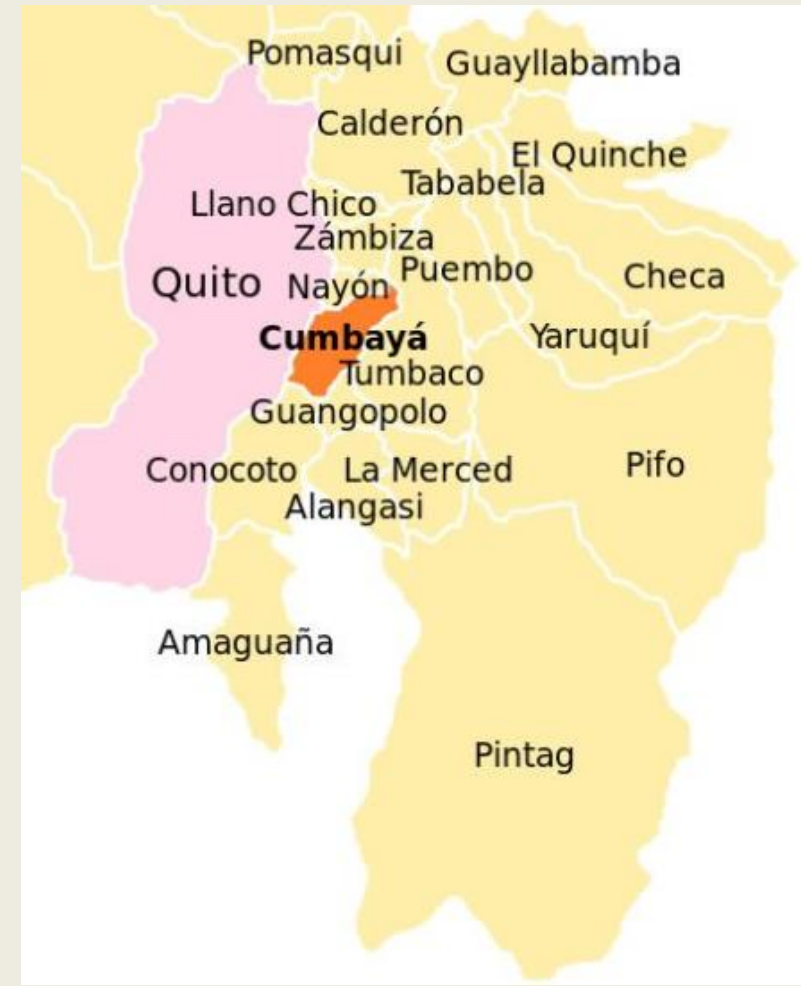 Pomasqui
Guayllabamba
Calderón
El Quinche
Tababela
Llano Chico
Zámbiza
Puembo
Checa
Quito
Nayón
Cumbayá
Yaruquí
Tumbaco
Guangopolo
Conocoto
La Merced
Pifo
Alangasi
Amaguaña
Pintag